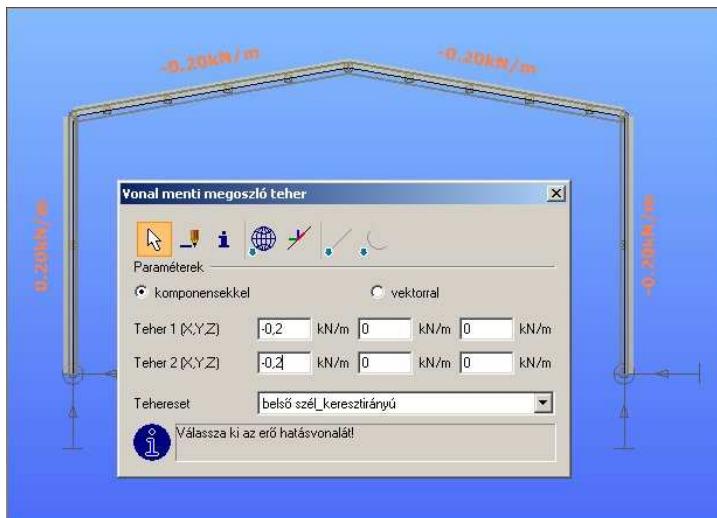 -0.20kN/m
-0.20kN/m
0.20kN/m
-0.20kN/m
Vonal menti megoszló teher
Paraméterek
komponensekkel
vektorral
Teher 1 (X,Y,Z) -0,2 kN/m 0 kN/m 0 kN/m
Teher 2 (X,Y,Z) -0,2 kN/m 0 kN/m 0 kN/m
Tehereset belső szél_keresztirányú
Válassza ki az erő hatásvonalát!